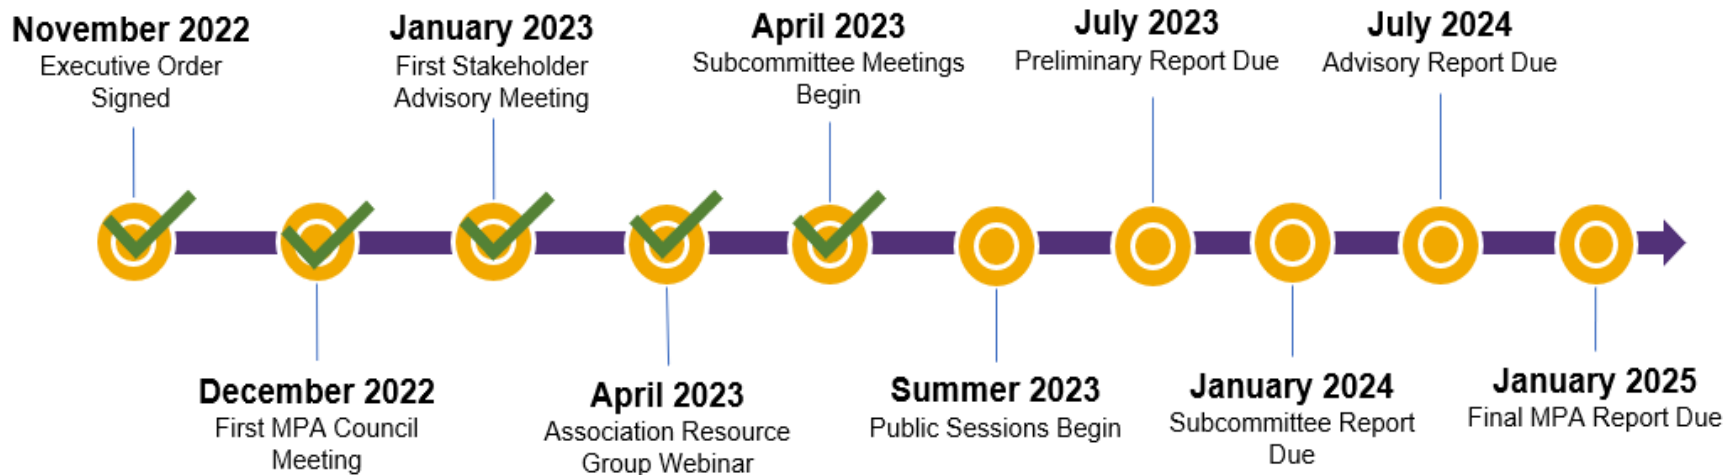 November 2022
Executive Order
Signed
December 2022
First MPA Council
Meeting
January 2023
First Stakeholder
Advisory Meeting
April 2023
Association Resource
Group Webinar
April 2023
Subcommittee Meetings
Begin
Summer 2023
Public Sessions Begin
July 2023
Preliminary Report Due
January 2024
Subcommittee Report
Due
July 2024
Advisory Report Due
January 2025
Final MPA Report Due